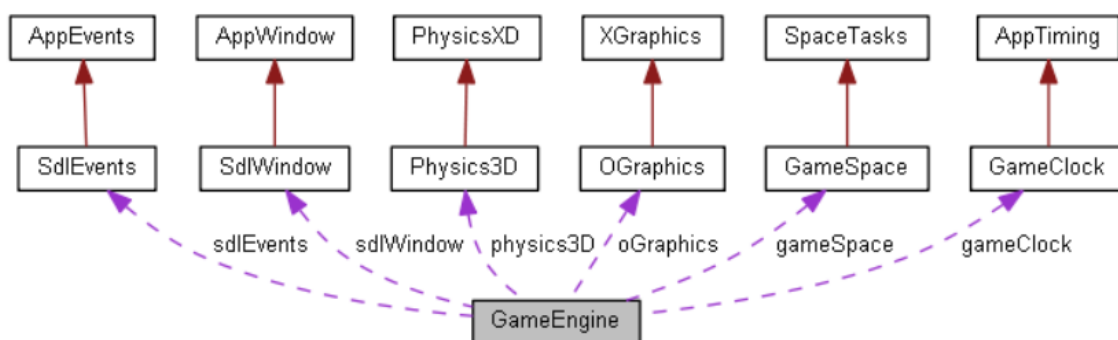 AppEvents AppWindow PhysicsXD XGraphics SpaceTasks AppTiming
SdlEvents SdlWindow Physics3D OGraphics GameSpace GameClock
sdlEvents sdlWindow physics3D oGraphics gameSpace gameClock
GameEngine